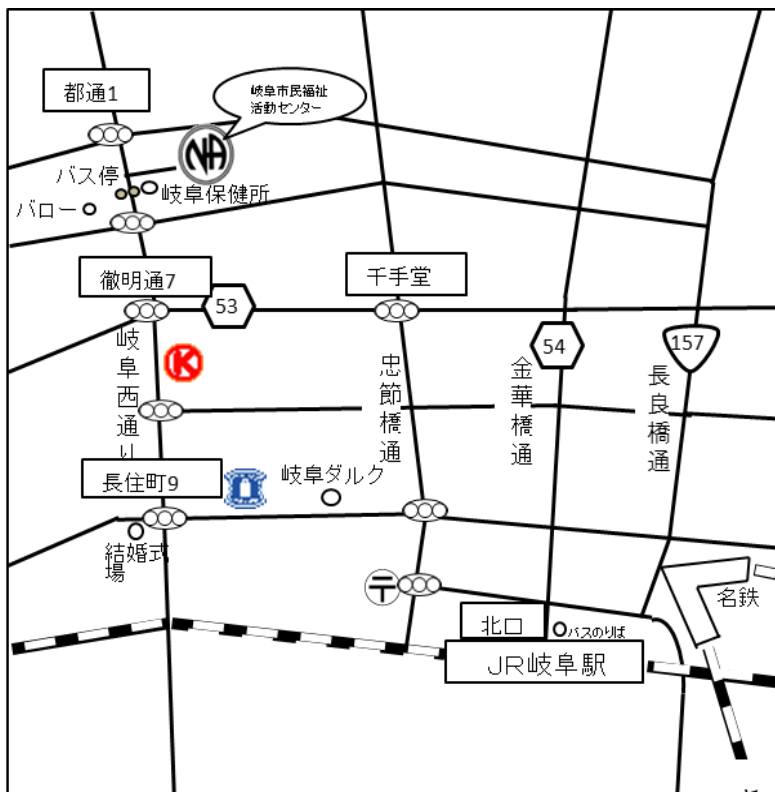 都通1
岐阜市民福祉
活動センター
NA
バス停
岐阜保健所
バロー
徹明通7
53
千手堂
54
157
岐阜西通り
K
忠節橋通
金華橋通
長良橋通
長住町9
岐阜ダルク
結婚式
場
〒
北口
バスのりば
名鉄
JR岐阜駅